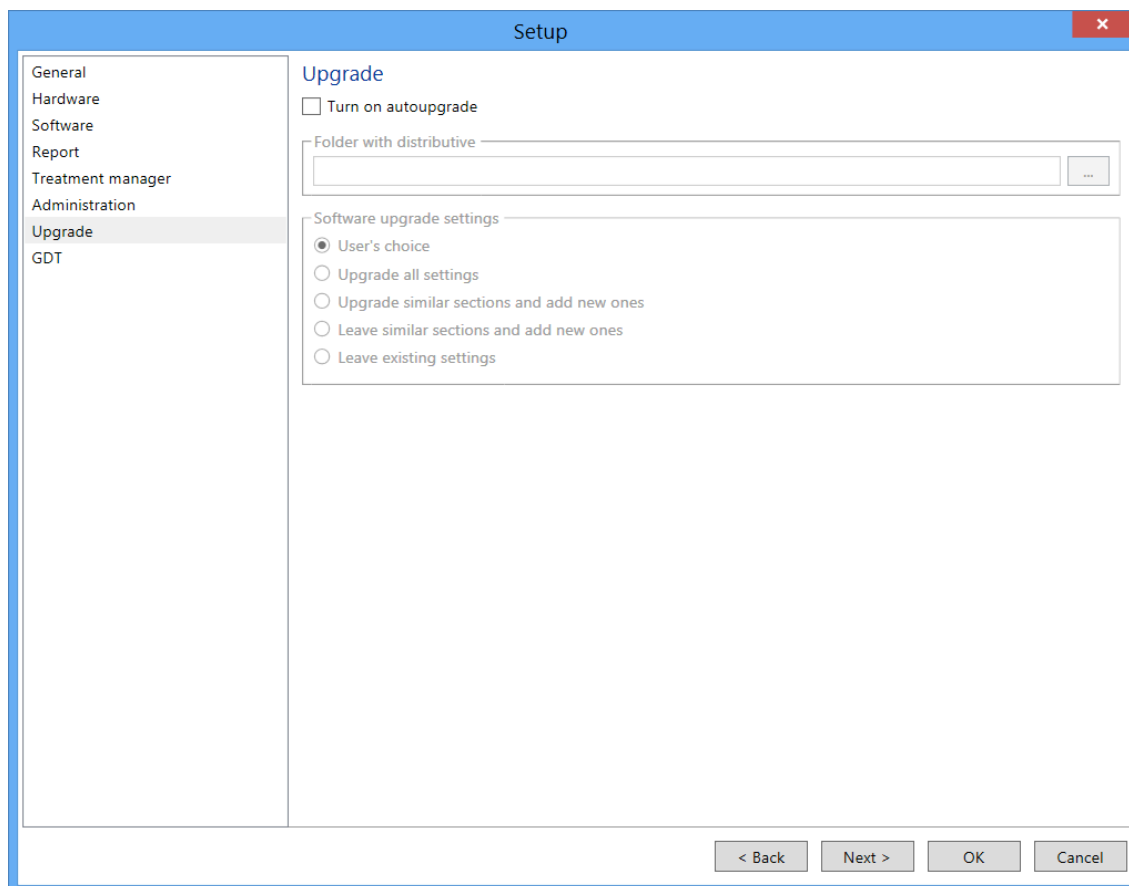 Setup
General
Hardware
Software
Report
Treatment manager
Administration
Upgrade
GDT
Upgrade
Turn on autoupgrade
Folder with distributive
...
Software upgrade settings
User's choice
Upgrade all settings
Upgrade similar sections and add new ones
Leave similar sections and add new ones
Leave existing settings
< Back Next > OK Cancel